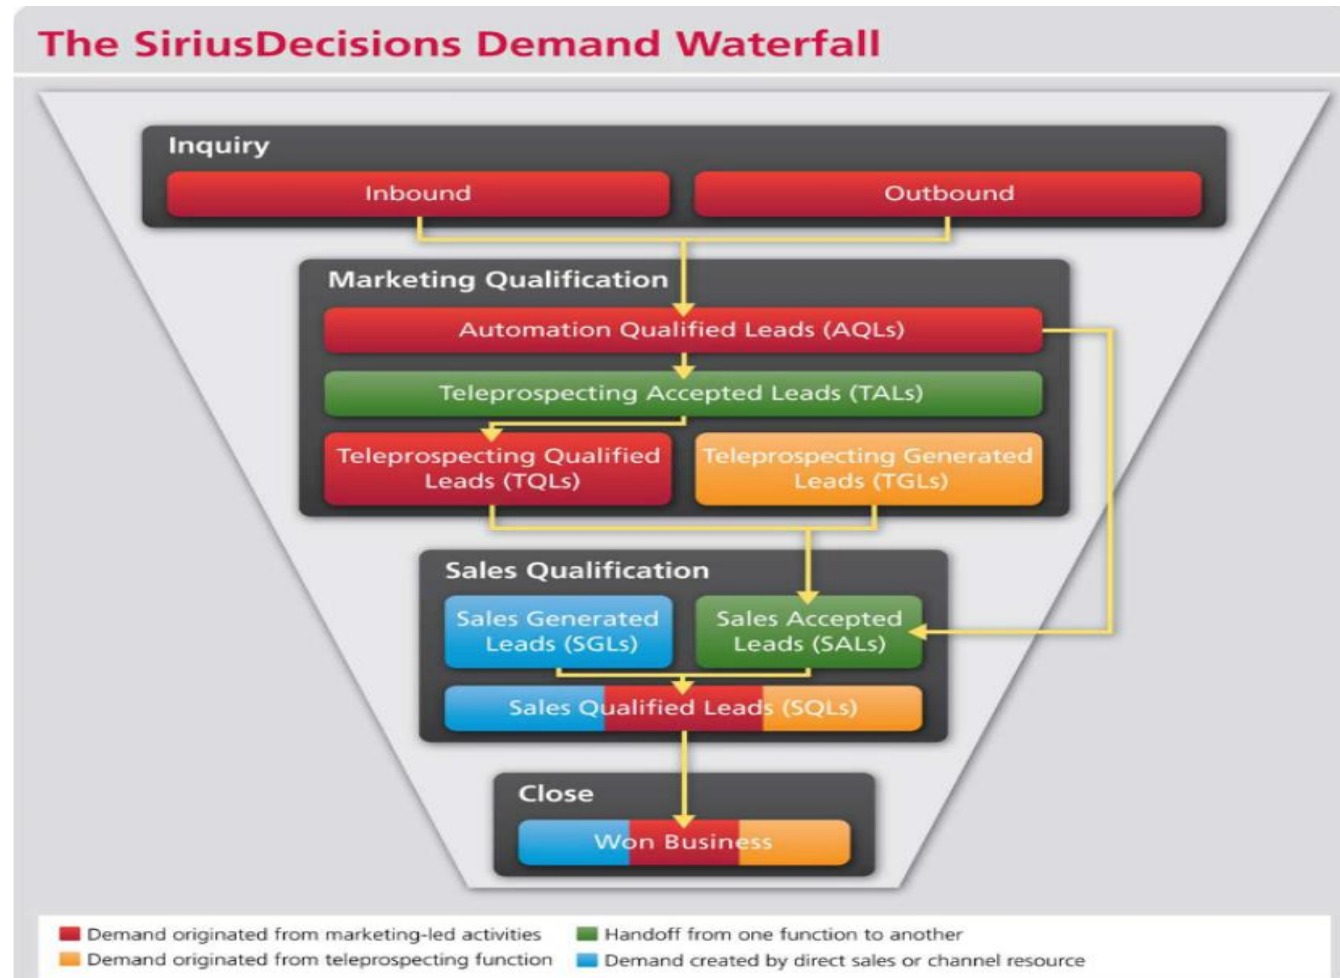 The SiriusDecisions Demand Waterfall
Inquiry
Inbound
Outbound
Marketing Qualification
Automation Qualified Leads (AQLs)
Teleprospecting Accepted Leads (TALs)
Teleprospecting Qualified
Leads (TQLs)
Teleprospecting Generated
Leads (TGLs)
Sales Qualification
Sales Generated
Leads (SGLs)
Sales Accepted
Leads (SALs)
Sales Qualified Leads (SQLs)
Close
Won Business
Demand originated from marketing-led activities
Handoff from one function to another
Demand originated from teleprospecting function
Demand created by direct sales or channel resource